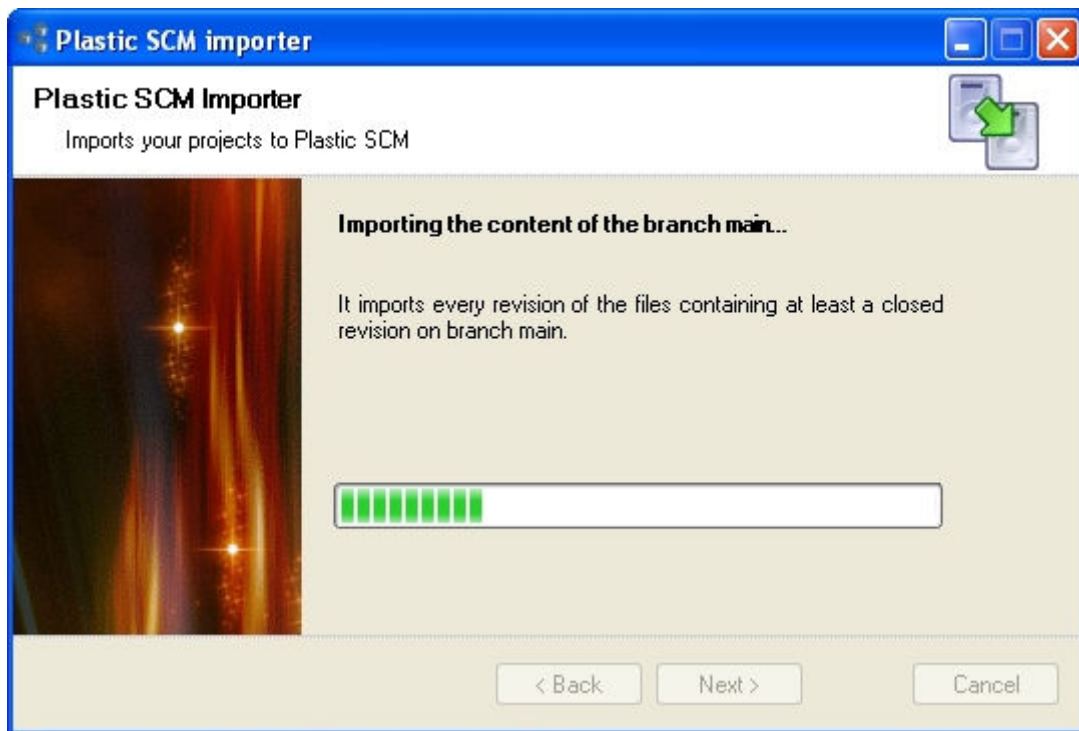 Plastic SCM importer
Plastic SCM Importer
Imports your projects to Plastic SCM
Importing the content of the branch main...
It imports every revision of the files containing at least a closed
revision on branch main.
< Back
Next >
Cancel